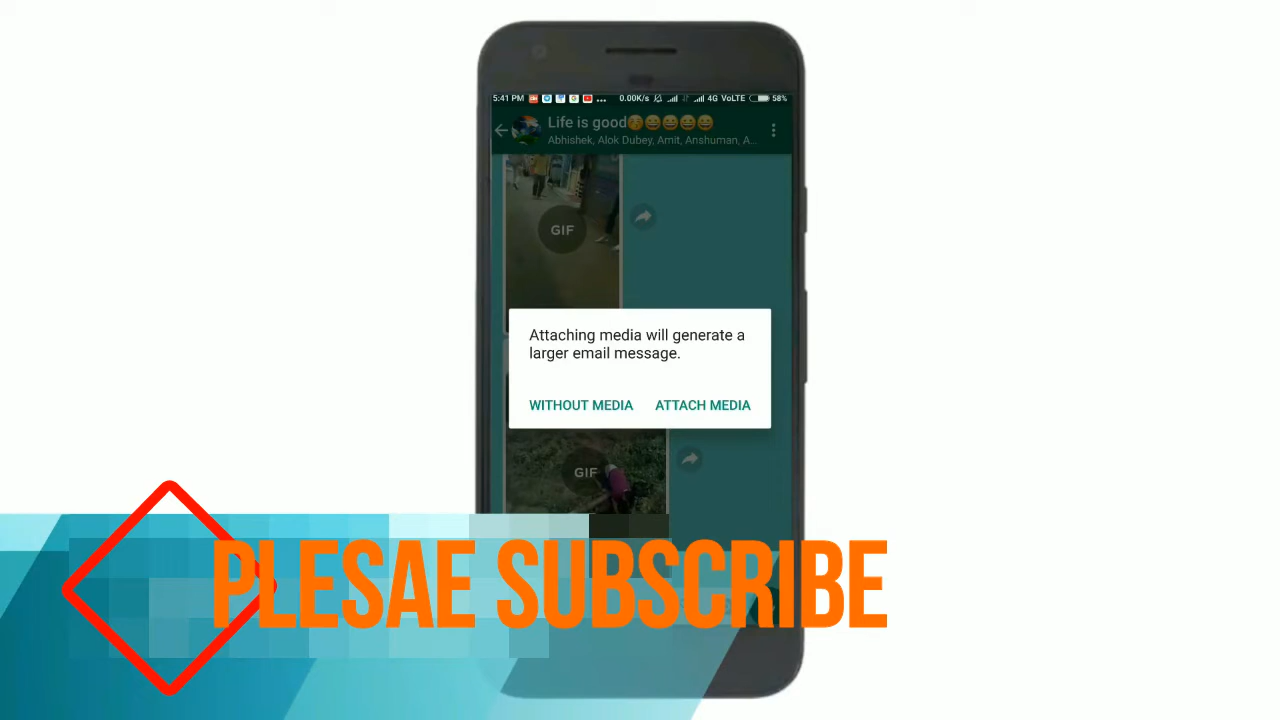 5:41 PM ... 0.00K/s 4G VoLTE 58%
Life is good😚😄😄😄😄
Abhishek, Alok Dubey, Amit, Anshuman, A...
GIF
Attaching media will generate a
larger email message.
WITHOUT MEDIA ATTACH MEDIA
GIF
PLESAE SUBSCRIBE